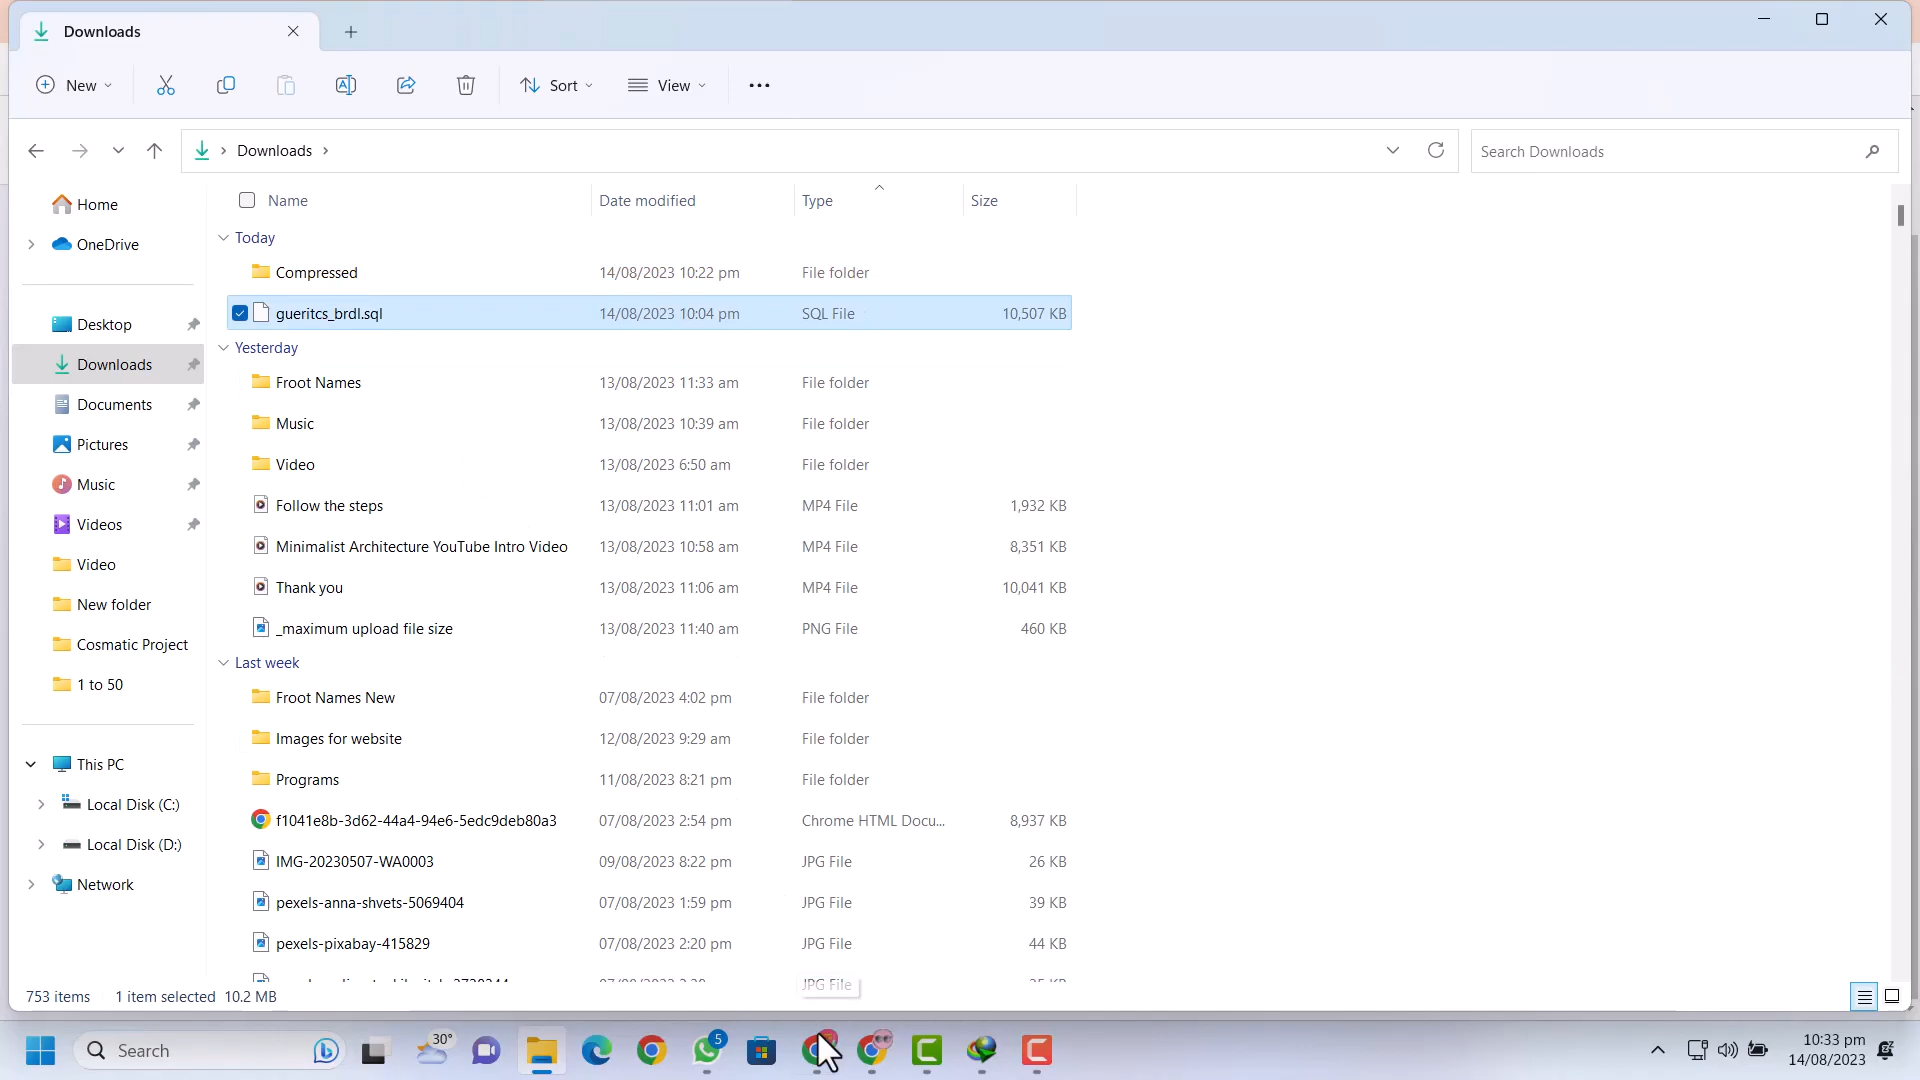 Downloads
New
Sort
View
Downloads
Search Downloads
Home
OneDrive
Desktop
Downloads
Documents
Pictures
Music
Videos
Video
New folder
Cosmatic Project
1 to 50
This PC
Local Disk (C:)
Local Disk (D:)
Network
Name Date modified Type Size
Today
Compressed 14/08/2023 10:22 pm File folder
gueritcs_brdl.sql 14/08/2023 10:04 pm SQL File 10,507 KB
Yesterday
Froot Names 13/08/2023 11:33 am File folder
Music 13/08/2023 10:39 am File folder
Video 13/08/2023 6:50 am File folder
Follow the steps 13/08/2023 11:01 am MP4 File 1,932 KB
Minimalist Architecture YouTube Intro Video 13/08/2023 10:58 am MP4 File 8,351 KB
Thank you 13/08/2023 11:06 am MP4 File 10,041 KB
_maximum upload file size 13/08/2023 11:40 am PNG File 460 KB
Last week
Froot Names New 07/08/2023 4:02 pm File folder
Images for website 12/08/2023 9:29 am File folder
Programs 11/08/2023 8:21 pm File folder
f1041e8b-3d62-44a4-94e6-5edc9deb80a3 07/08/2023 2:54 pm Chrome HTML Docu... 8,937 KB
IMG-20230507-WA0003 09/08/2023 8:22 pm JPG File 26 KB
pexels-anna-shvets-5069404 07/08/2023 1:59 pm JPG File 39 KB
pexels-pixabay-415829 07/08/2023 2:20 pm JPG File 44 KB
JPG File
753 items 1 item selected 10.2 MB
Search
30°
5
10:33 pm
14/08/2023